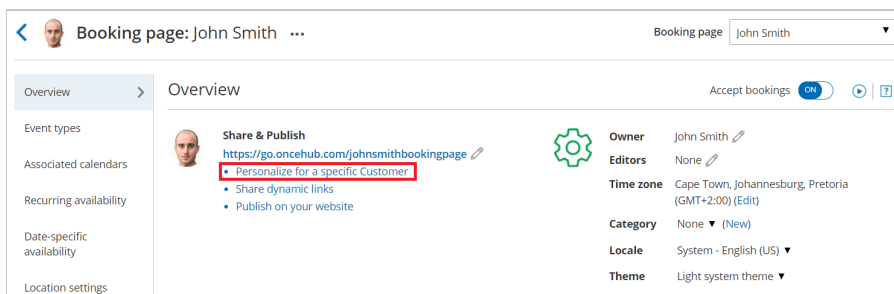 Booking page: John Smith ...
Booking page John Smith
Overview
Event types
Associated calendars
Recurring availability
Date-specific
availability
Location settings
Overview
Accept bookings ON
?
Share & Publish
https://go.oncehub.com/johnsmithbookingpage
• Personalize for a specific Customer
• Share dynamic links
• Publish on your website
Owner John Smith
Editors None
Time zone Cape Town, Johannesburg, Pretoria
(GMT+2:00) (Edit)
Category None (New)
Locale System - English (US)
Theme Light system theme